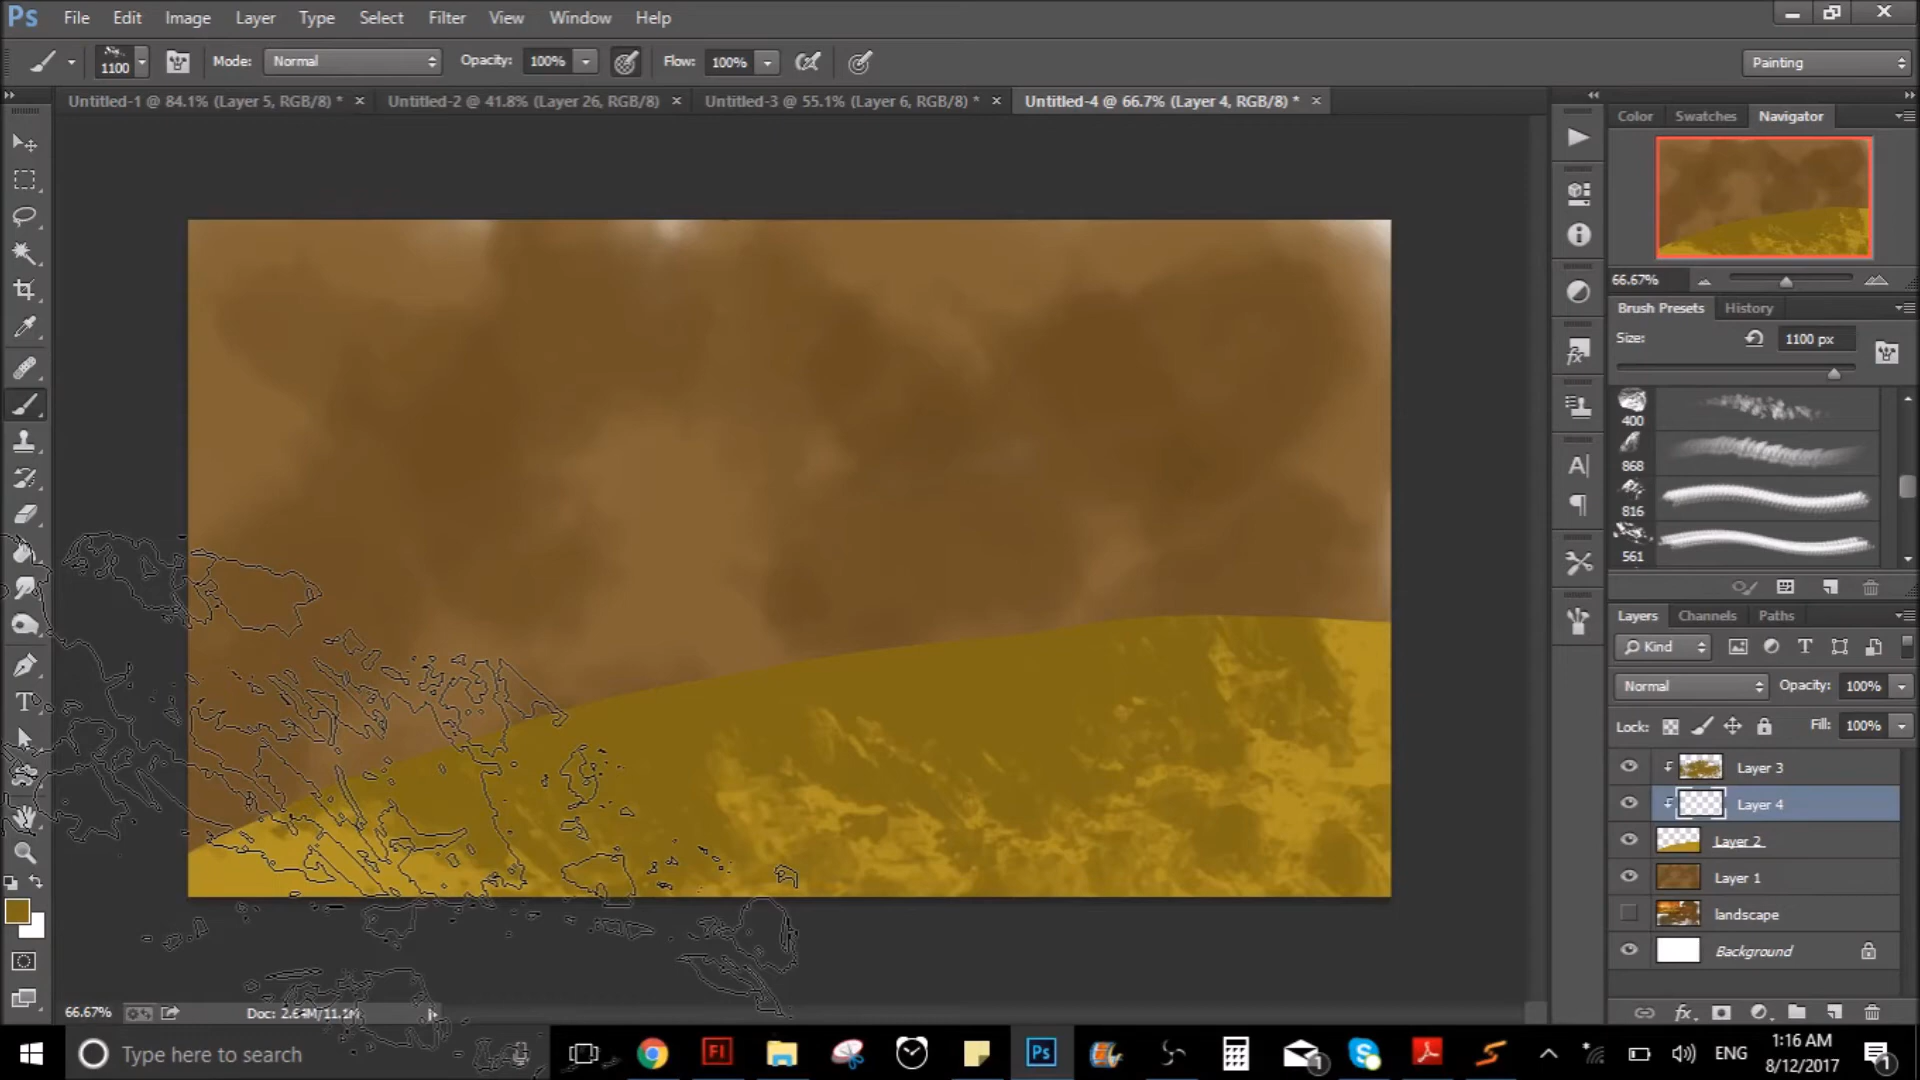 Ps File Edit Image Layer Type Select Filter View Window Help
1100 Mode: Normal Opacity: 100% Flow: 100% Painting
Untitled-1 @ 84.1% (Layer 5, RGB/8) * × Untitled-2 @ 41.8% (Layer 26, RGB/8) × Untitled-3 @ 55.1% (Layer 6, RGB/8) * × Untitled-4 @ 66.7% (Layer 4, RGB/8) * ×
Color Swatches Navigator
66.67%
Brush Presets History
Size: 1100 px
400
868
816
561
Layers Channels Paths
Kind
Normal Opacity: 100%
Lock: Fill: 100%
Layer 3
Layer 4
Layer 2
Layer 1
landscape
Background
66.67% Doc:
Type here to search
Fl
Ps
1
ENG
1:16 AM
8/12/2017
1